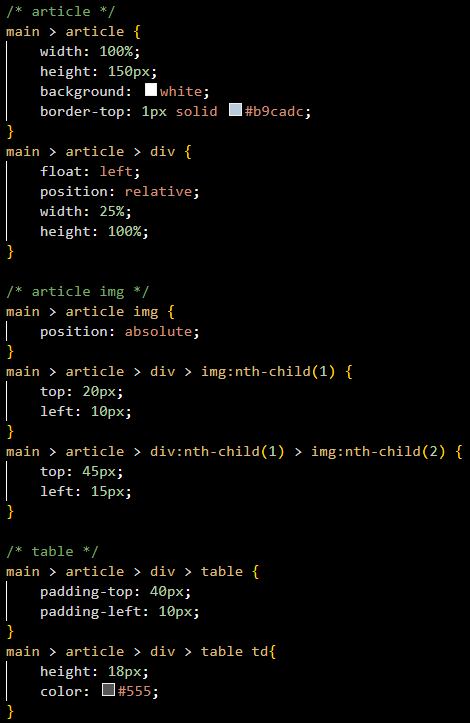 /* article */
main > article {
    width: 100%;
    height: 150px;
    background: white;
    border-top: 1px solid #b9cadc;
}
main > article > div {
    float: left;
    position: relative;
    width: 25%;
    height: 100%;
}

/* article img */
main > article img {
    position: absolute;
}
main > article > div > img:nth-child(1) {
    top: 20px;
    left: 10px;
}
main > article > div:nth-child(1) > img:nth-child(2) {
    top: 45px;
    left: 15px;
}

/* table */
main > article > div > table {
    padding-top: 40px;
    padding-left: 10px;
}
main > article > div > table td{
    height: 18px;
    color: #555;
}